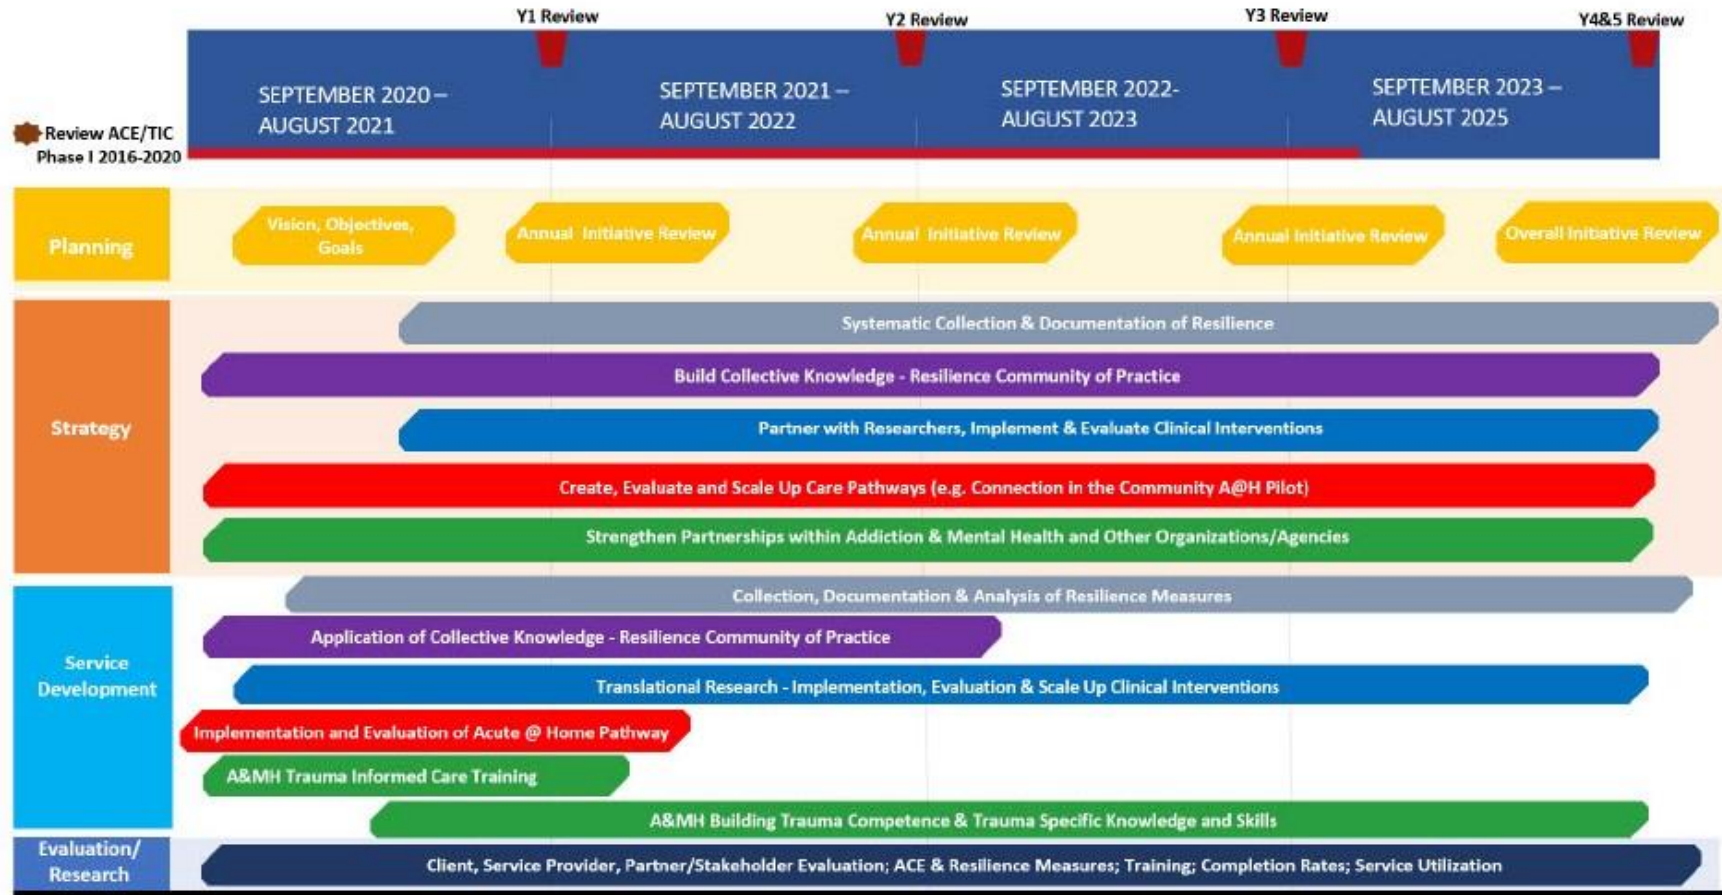 Y1 Review
Y2 Review
Y3 Review
Y4&5 Review
SEPTEMBER 2020 –
AUGUST 2021
SEPTEMBER 2021 –
AUGUST 2022
SEPTEMBER 2022-
AUGUST 2023
SEPTEMBER 2023 –
AUGUST 2025
Review ACE/TIC
Phase I 2016-2020
Planning
Vision, Objectives,
Goals
Annual Initiative Review
Annual Initiative Review
Annual Initiative Review
Overall Initiative Review
Strategy
Systematic Collection & Documentation of Resilience
Build Collective Knowledge - Resilience Community of Practice
Partner with Researchers, Implement & Evaluate Clinical Interventions
Create, Evaluate and Scale Up Care Pathways (e.g. Connection in the Community A@H Pilot)
Strengthen Partnerships within Addiction & Mental Health and Other Organizations/Agencies
Service
Development
Collection, Documentation & Analysis of Resilience Measures
Application of Collective Knowledge - Resilience Community of Practice
Translational Research - Implementation, Evaluation & Scale Up Clinical Interventions
Implementation and Evaluation of Acute @ Home Pathway
A&MH Trauma Informed Care Training
A&MH Building Trauma Competence & Trauma Specific Knowledge and Skills
Evaluation/
Research
Client, Service Provider, Partner/Stakeholder Evaluation; ACE & Resilience Measures; Training; Completion Rates; Service Utilization